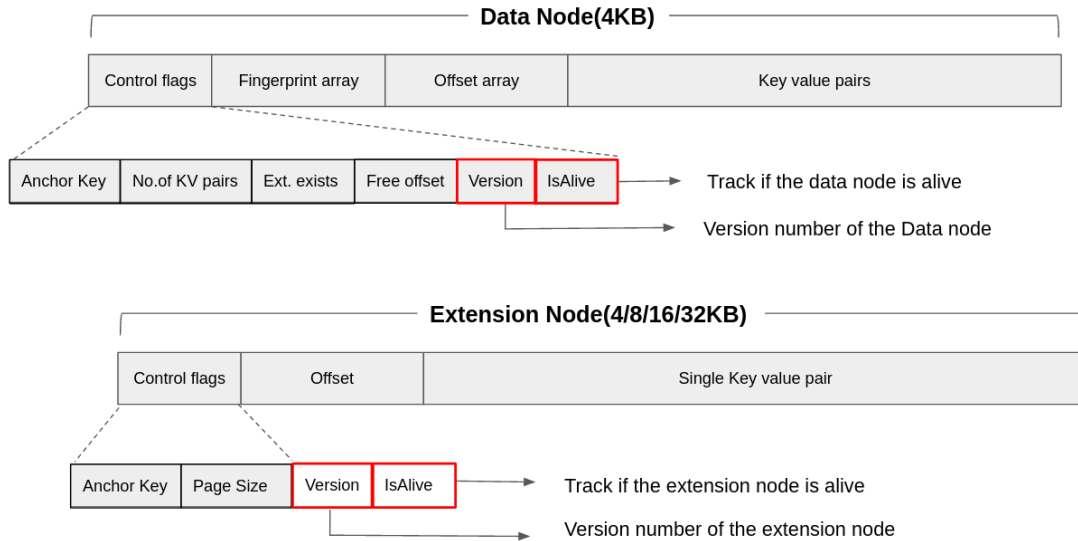 Data Node(4KB)
Control flags Fingerprint array Offset array Key value pairs
Anchor Key No.of KV pairs Ext. exists Free offset Version IsAlive Track if the data node is alive
Version number of the Data node
Extension Node(4/8/16/32KB)
Control flags Offset Single Key value pair
Anchor Key Page Size Version IsAlive Track if the extension node is alive
Version number of the extension node